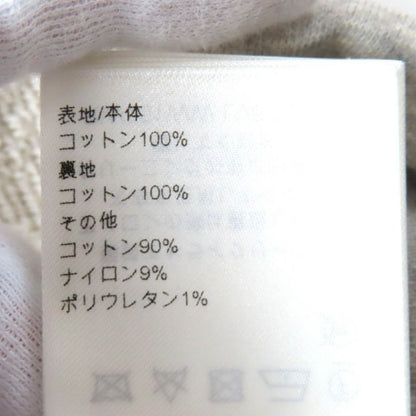 表地/本体
コットン100%
裏地
コットン100%
その他
コットン90%
ナイロン9%
ポリウレタン1%